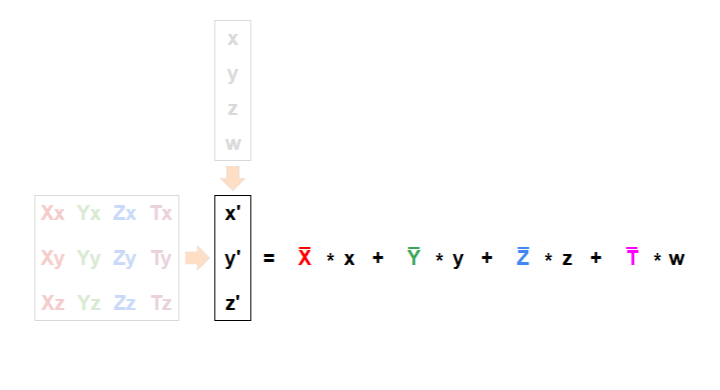 x
y
z
w
Xx Yx Zx Tx x'
Xy Yy Zy Ty y' = X̅ * x + Y̅ * y + Z̅ * z + T̅ * w
Xz Yz Zz Tz z'